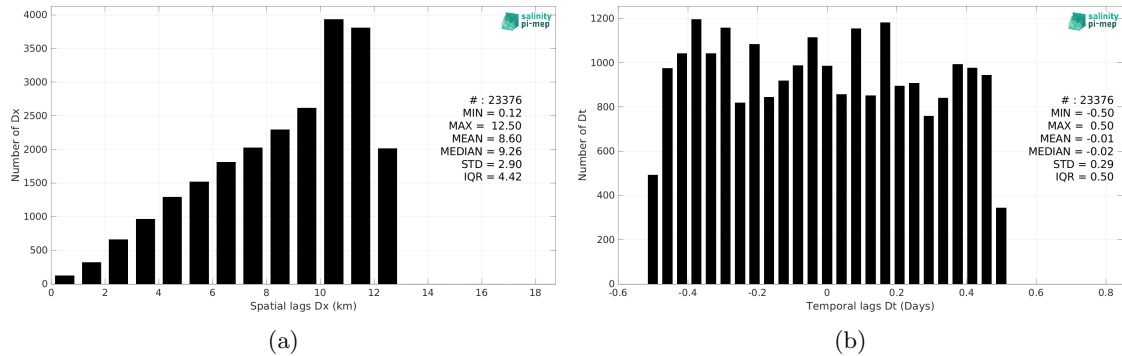 salinity
pi-mep
4000
3500
3000
2500
2000
1500
1000
500
0
Number of Dx
# : 23376
MIN = 0.12
MAX = 12.50
MEAN = 8.60
MEDIAN = 9.26
STD = 2.90
IQR = 4.42
0 2 4 6 8 10 12 14 16 18
Spatial lags Dx (km)
(a)
salinity
pi-mep
1200
1000
800
600
400
200
0
Number of Dt
# : 23376
MIN = -0.50
MAX = 0.50
MEAN = -0.01
MEDIAN = -0.02
STD = 0.29
IQR = 0.50
-0.6 -0.4 -0.2 0 0.2 0.4 0.6 0.8
Temporal lags Dt (Days)
(b)